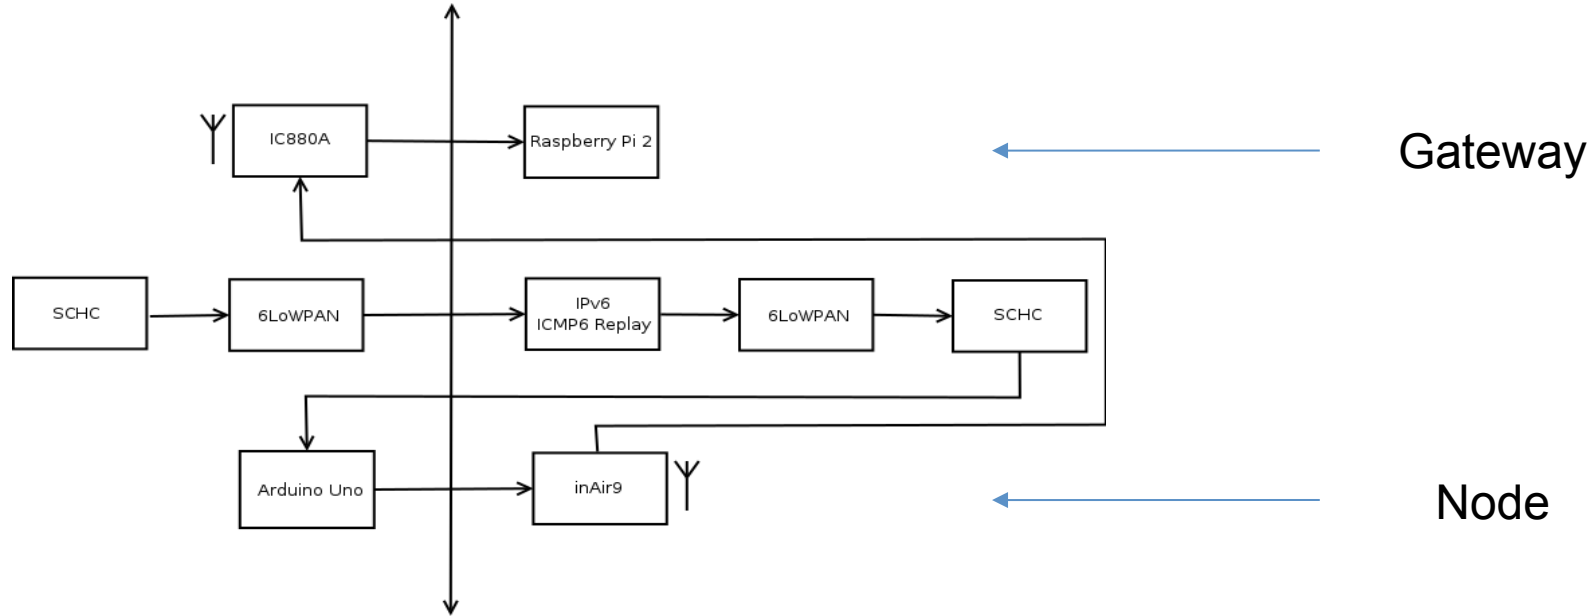 IC880A
Raspberry Pi 2
Gateway
SCHC
6LoWPAN
IPv6
ICMP6 Replay
6LoWPAN
SCHC
Arduino Uno
inAir9
Node